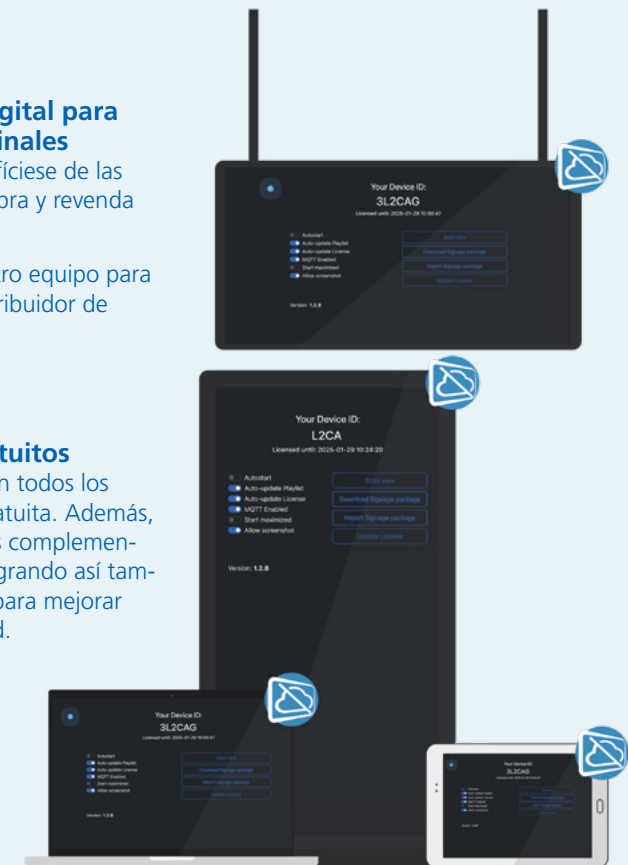 gital para
inales
fíciese de las
bra y revenda
tro equipo para
ribuidor de
tuitos
n todos los
atuita. Además,
s complemen-
grando así tam-
para mejorar
d.
Your Device ID:
3L2CAG
Licensed until: 2026-01-29 10:00:47
Autostart
Auto-update Playlist
Auto-update License
MQTT Enabled
Start maximized
Allow screenshot
Start now
Download Signage package
Import Signage package
Update License
Version: 1.2.8
Your Device ID:
L2CA
Licensed until: 2026-01-29 10:24:20
Autostart
Auto-update Playlist
Auto-update License
MQTT Enabled
Start maximized
Allow screenshot
Start now
Download Signage package
Import Signage package
Update License
Version: 1.2.8
Your Device ID:
3L2CAG
Autostart
Auto-update Playlist
Auto-update License
MQTT Enabled
Start maximized
Allow screenshot
Start now
Download Signage package
Import Signage package
Update License
Version: 1.2.8
Your Device ID:
3L2CAG